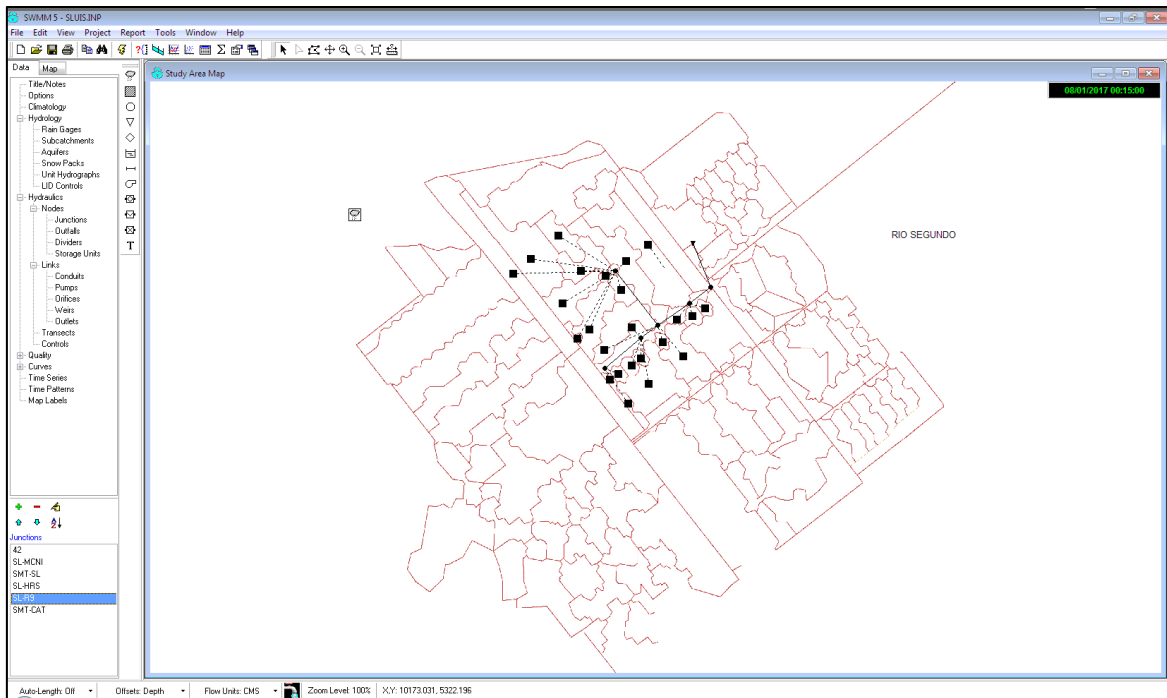 SWMM 5 - SLUIS.INP
File Edit View Project Report Tools Window Help
Data Map
Title/Notes
Options
Climatology
Hydrology
Rain Gages
Subcatchments
Aquifers
Snow Packs
Unit Hydrographs
LID Controls
Hydraulics
Nodes
Junctions
Outfalls
Dividers
Storage Units
Links
Conduits
Pumps
Orifices
Weirs
Outlets
Transects
Controls
Quality
Curves
Time Series
Time Patterns
Map Labels
T
Junctions
42
SL-MCNI
SMT-SL
SL-HRS
SL-R9
SMT-CAT
Study Area Map
08/01/2017 00:15:00
RIO SEGUNDO
Auto-Length: Off Offsets: Depth Flow Units: CMS Zoom Level: 100% X,Y: 10173.031, 5322.196